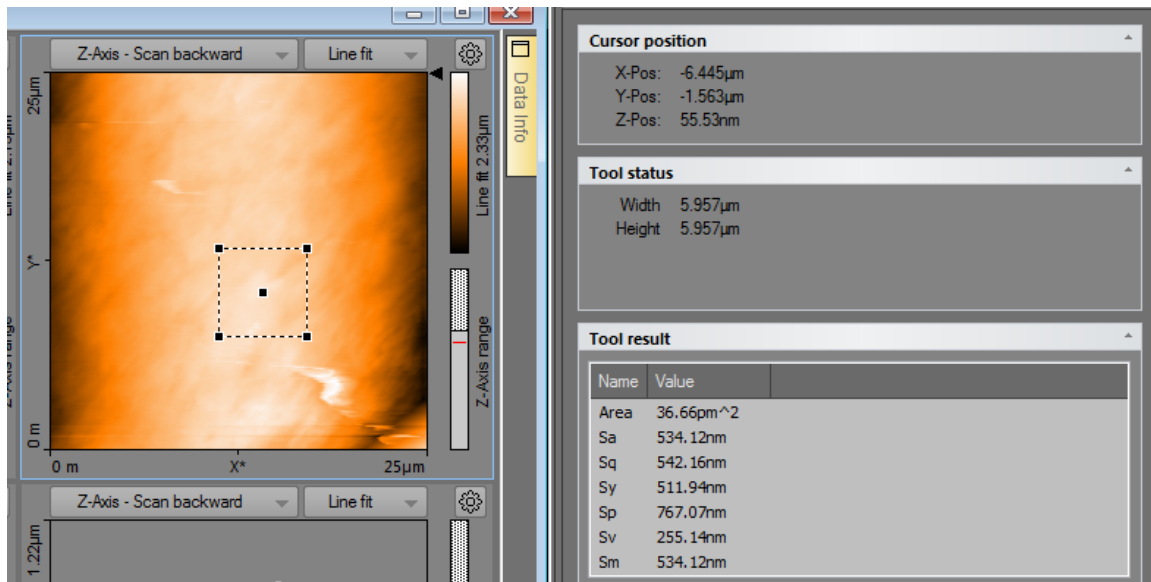 Z-Axis - Scan backward
Line fit
Data Info
25µm
Line fit 2.33µm
Y*
Z-Axis range
0 m
0 m
X*
25µm
Z-Axis - Scan backward
Line fit
1.22µm
Cursor position
X-Pos: -6.445µm
Y-Pos: -1.563µm
Z-Pos: 55.53nm
Tool status
Width 5.957µm
Height 5.957µm
Tool result
Name Value
Area 36.66pm^2
Sa 534.12nm
Sq 542.16nm
Sy 511.94nm
Sp 767.07nm
Sv 255.14nm
Sm 534.12nm